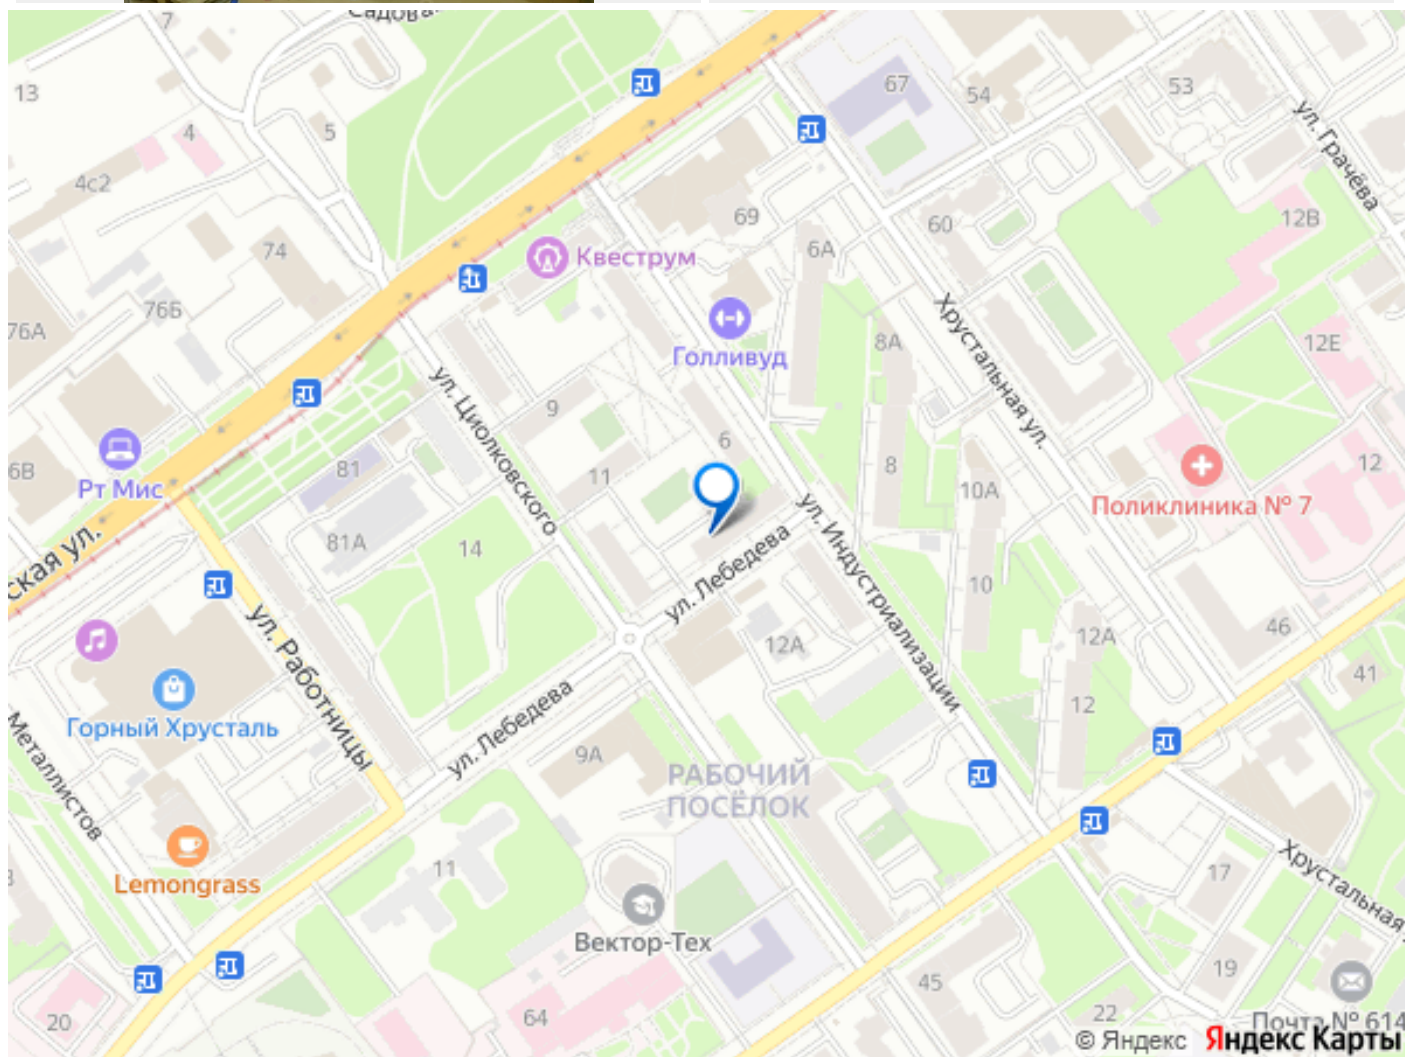 Садова
7
13
4
5
67
54
53
ул. Грачёва
4с2
69
60
12В
6А
74
Квеструм
76Б
76А
Хрустальная ул.
Голливуд
8А
12Е
ул. Циолковского
9
6
6В
81
11
8
12
Рт Мис
10А
Поликлиника № 7
ская ул.
81А
14
ул. Индустриализации
ул. Лебедева
10
ул. Работницы
12А
12А
46
41
Горный Хрусталь
Металлистов
ул. Лебедева
12
9А
РАБОЧИЙ
ПОСЁЛОК
Lemongrass
11
17
Хрустальная
Вектор-Тех
45
19
20
64
22
Почта № 614
© Яндекс Яндекс Карты